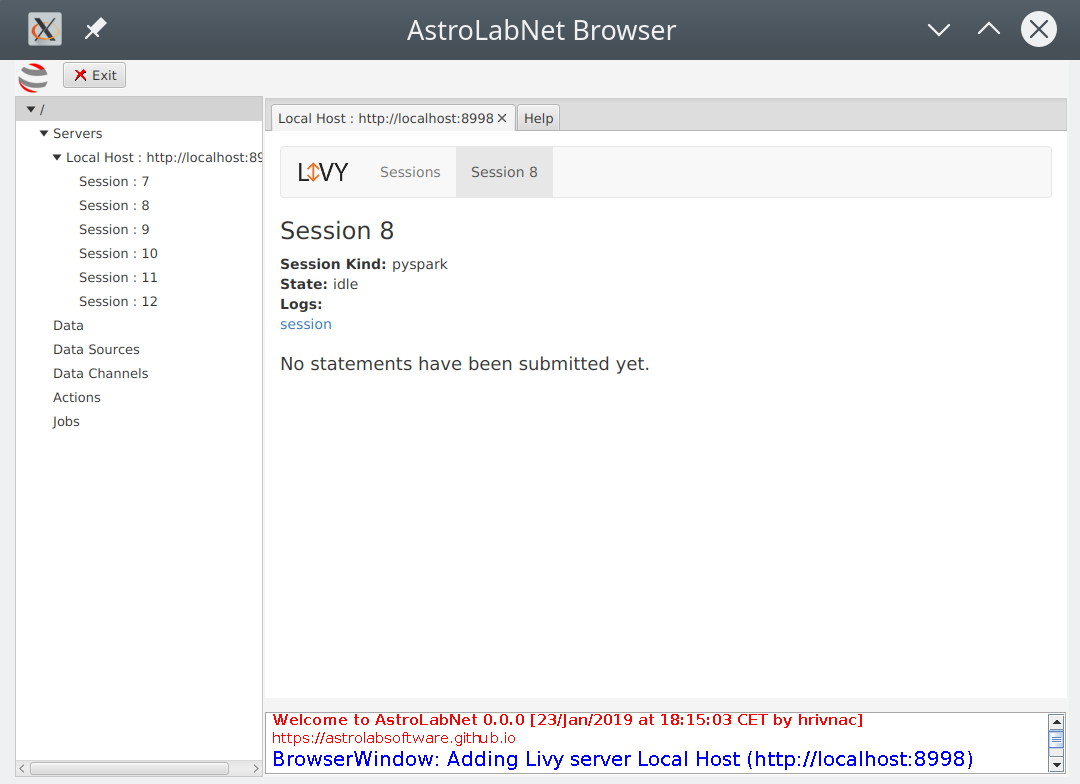 AstroLabNet Browser
Exit
/
Servers
Local Host : http://localhost:89
Session : 7
Session : 8
Session : 9
Session : 10
Session : 11
Session : 12
Data
Data Sources
Data Channels
Actions
Jobs
Local Host : http://localhost:8998 Help
LIVY Sessions Session 8
Session 8
Session Kind: pyspark
State: idle
Logs:
session
No statements have been submitted yet.
Welcome to AstroLabNet 0.0.0 [23/Jan/2019 at 18:15:03 CET by hrivnac]
https://astrolabsoftware.github.io
BrowserWindow: Adding Livy server Local Host (http://localhost:8998)